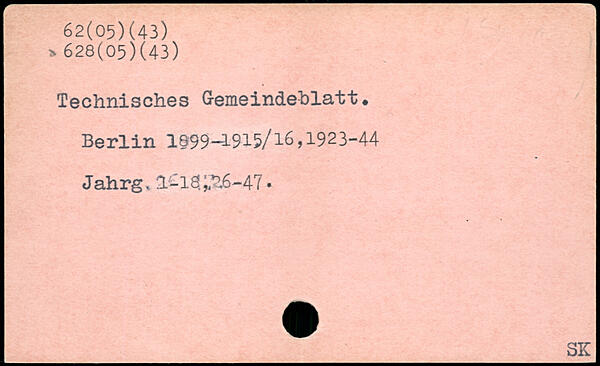 62(05)(43)
628(05)(43)
Technisches Gemeindeblatt.
Berlin 1899-1915/16,1923-44
Jahrg. 1-18,26-47.
SK